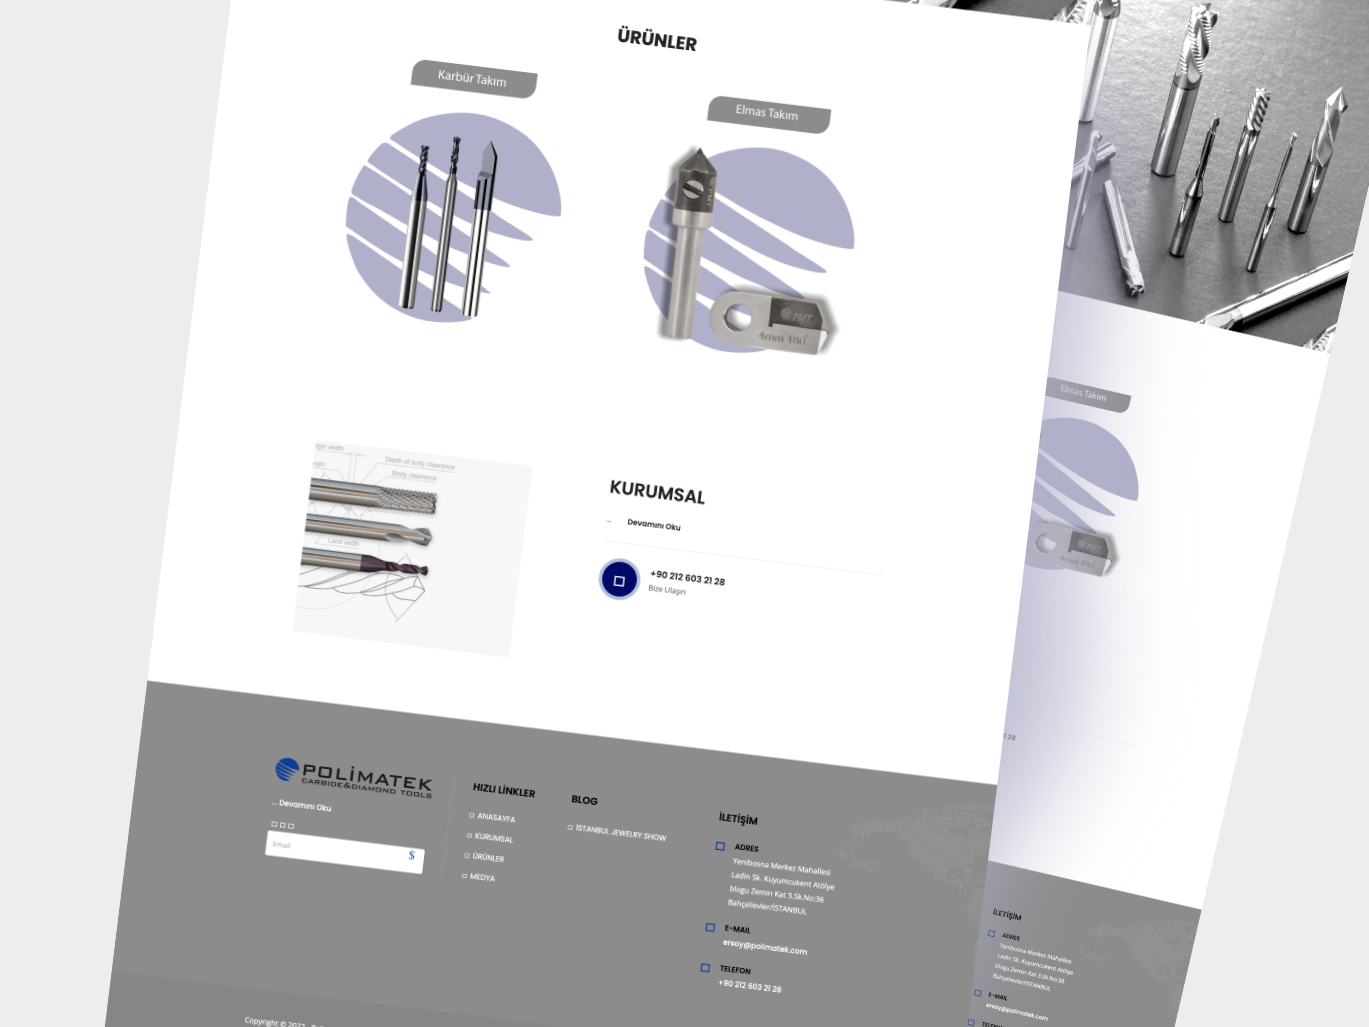 ÜRÜNLER
Karbür Takım
Elmas Takım
PMT
4mm 180°
Elmas Takım
Depth of body clearance
Body clearance
Land width
KURUMSAL
... Devamını Oku
+90 212 603 21 28
Bize Ulaşın
POLİMATEK
CARBIDE&DIAMOND TOOLS
... Devamını Oku
Email
$
HIZLI LİNKLER
ANASAYFA
KURUMSAL
ÜRÜNLER
MEDYA
BLOG
İSTANBUL JEWELRY SHOW
İLETİŞİM
ADRES
Yenibosna Merkez Mahallesi
Ladin Sk. Kuyumcukent Atölye
blogu Zemin Kat 3.Sk.No:36
Bahçelievler/İSTANBUL
E-MAIL
ersoy@polimatek.com
TELEFON
+90 212 603 21 28
İLETİŞİM
ADRES
Yenibosna Merkez Mahallesi
Ladin Sk. Kuyumcukent Atölye
blogu Zemin Kat 3.Sk.No:36
Bahçelievler/İSTANBUL
E-MAIL
ersoy@polimatek.com
Copyright © 2022